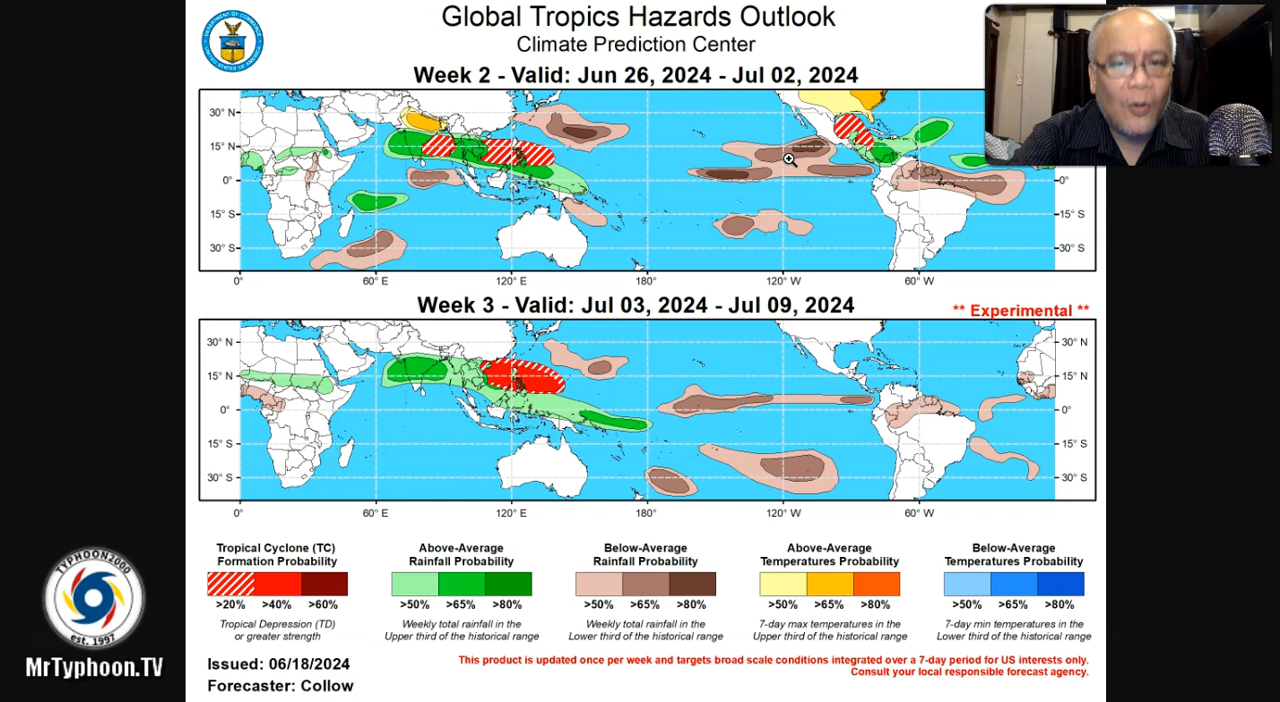 Global Tropics Hazards Outlook
Climate Prediction Center
Week 2 - Valid: Jun 26, 2024 - Jul 02, 2024
30° N
15° N
0°
0°
15° S
15° S
30° S
30° S
0°
60° E
120° E
180°
120° W
60° W
Week 3 - Valid: Jul 03, 2024 - Jul 09, 2024
** Experimental **
30° N
30° N
15° N
15° N
0°
0°
15° S
15° S
30° S
30° S
0°
60° E
120° E
180°
120° W
60° W
Tropical Cyclone (TC)
Formation Probability
>20% >40% >60%
Tropical Depression (TD)
or greater strength
Above-Average
Rainfall Probability
>50% >65% >80%
Weekly total rainfall in the
Upper third of the historical range
Below-Average
Rainfall Probability
>50% >65% >80%
Weekly total rainfall in the
Lower third of the historical range
Above-Average
Temperatures Probability
>50% >65% >80%
7-day max temperatures in the
Upper third of the historical range
Below-Average
Temperatures Probability
>50% >65% >80%
7-day min temperatures in the
Lower third of the historical range
Issued: 06/18/2024
Forecaster: Collow
This product is updated once per week and targets broad scale conditions integrated over a 7-day period for US interests only.
Consult your local responsible forecast agency.
TYPHOON2000
est. 1997
MrTyphoon.TV